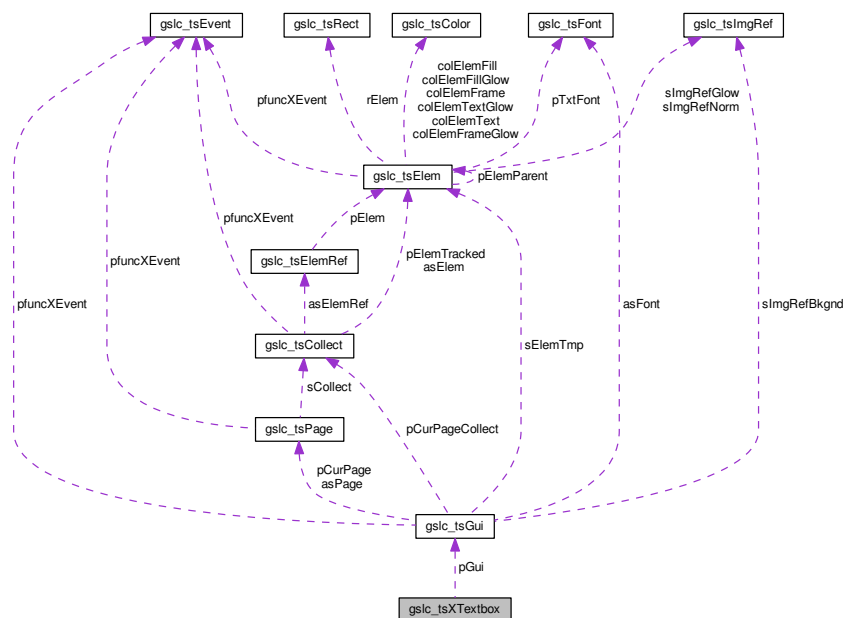 gslc_tsEvent
gslc_tsRect
gslc_tsColor
gslc_tsFont
gslc_tsImgRef
colElemFill
colElemFillGlow
colElemFrame
colElemTextGlow
colElemText
colElemFrameGlow
pfuncXEvent
rElem
pTxtFont
sImgRefGlow
sImgRefNorm
gslc_tsElem
pElemParent
pfuncXEvent
pElem
gslc_tsElemRef
pElemTracked
asElem
pfuncXEvent
pfuncXEvent
asElemRef
asFont
sImgRefBkgnd
gslc_tsCollect
sElemTmp
sCollect
gslc_tsPage
pCurPageCollect
pCurPage
asPage
gslc_tsGui
pGui
gslc_tsXTextbox